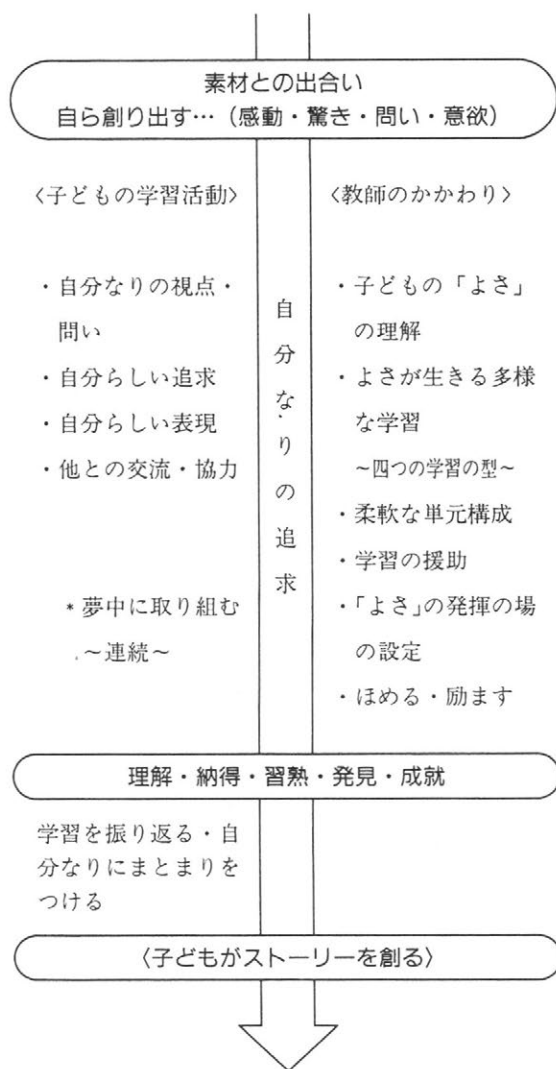 素材との出合い
自ら創り出す…（感動・驚き・問い・意欲）
〈子どもの学習活動〉
・自分なりの視点・
問い
・自分らしい追求
・自分らしい表現
・他との交流・協力
＊夢中に取り組む
～連続～
自分なりの追求
〈教師のかかわり〉
・子どもの「よさ」
の理解
・よさが生きる多様
な学習
～四つの学習の型～
・柔軟な単元構成
・学習の援助
・「よさ」の発揮の場
の設定
・ほめる・励ます
理解・納得・習熟・発見・成就
学習を振り返る・自
分なりにまとまりを
つける
〈子どもがストーリーを創る〉